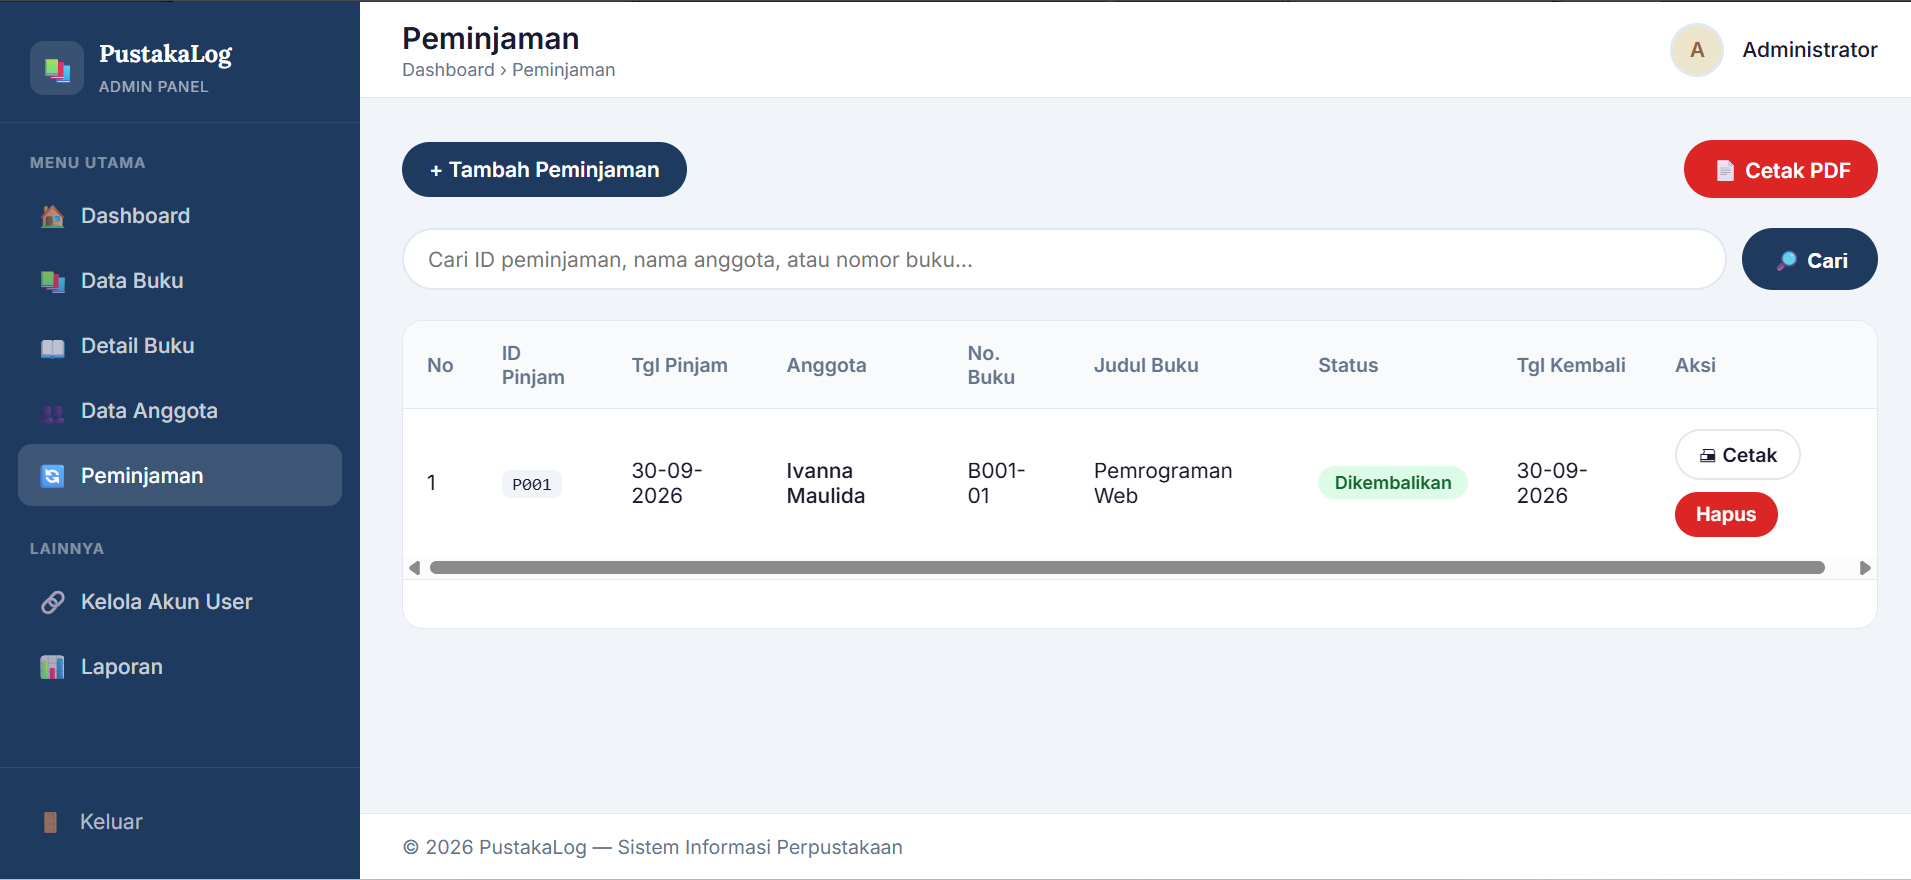 PustakaLog
ADMIN PANEL
MENU UTAMA
Dashboard
Data Buku
Detail Buku
Data Anggota
Peminjaman
LAINNYA
Kelola Akun User
Laporan
Keluar
Peminjaman
Dashboard › Peminjaman
A
Administrator
+ Tambah Peminjaman
Cetak PDF
Cari ID peminjaman, nama anggota, atau nomor buku...
Cari
No
ID
Pinjam
Tgl Pinjam
Anggota
No.
Buku
Judul Buku
Status
Tgl Kembali
Aksi
1
P001
30-09-
2026
Ivanna
Maulida
B001-
01
Pemrograman
Web
Dikembalikan
30-09-
2026
Cetak
Hapus
© 2026 PustakaLog — Sistem Informasi Perpustakaan